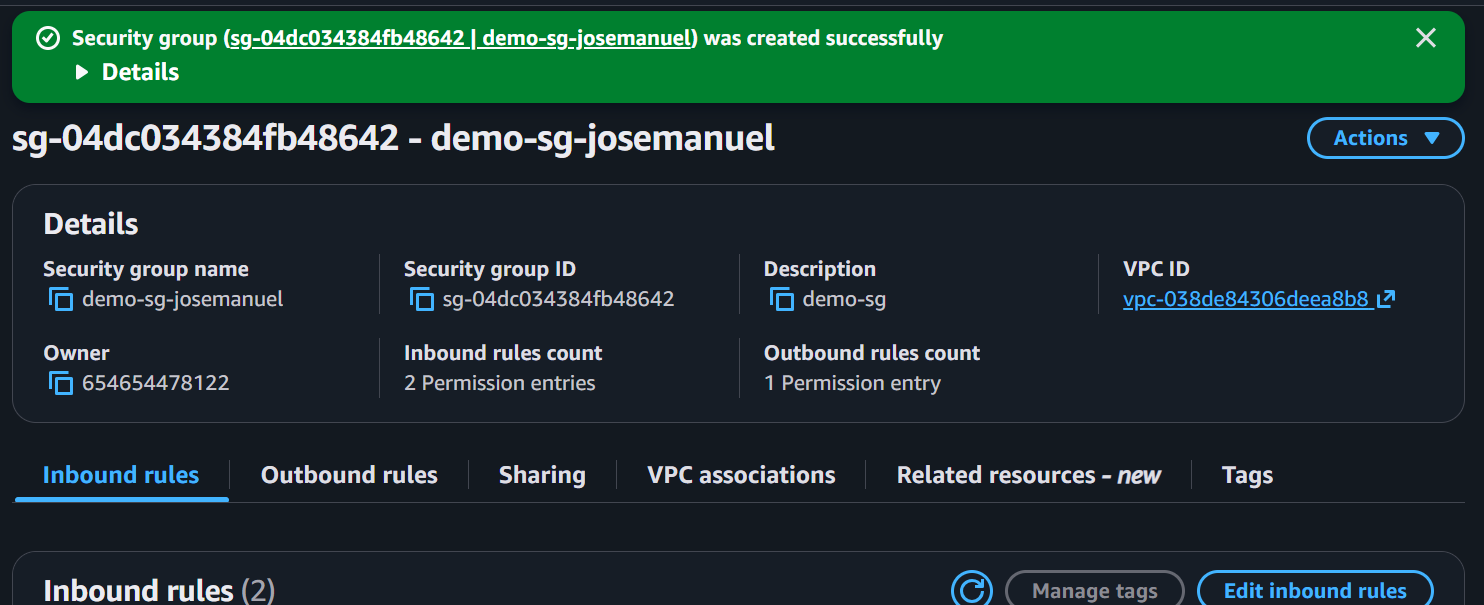 Security group (sg-04dc034384fb48642 | demo-sg-josemanuel) was created successfully
Details
sg-04dc034384fb48642 - demo-sg-josemanuel
Actions
Details
Security group name
demo-sg-josemanuel
Security group ID
sg-04dc034384fb48642
Description
demo-sg
VPC ID
vpc-038de84306deea8b8
Owner
654654478122
Inbound rules count
2 Permission entries
Outbound rules count
1 Permission entry
Inbound rules
Outbound rules
Sharing
VPC associations
Related resources - new
Tags
Inbound rules (2)
Manage tags
Edit inbound rules